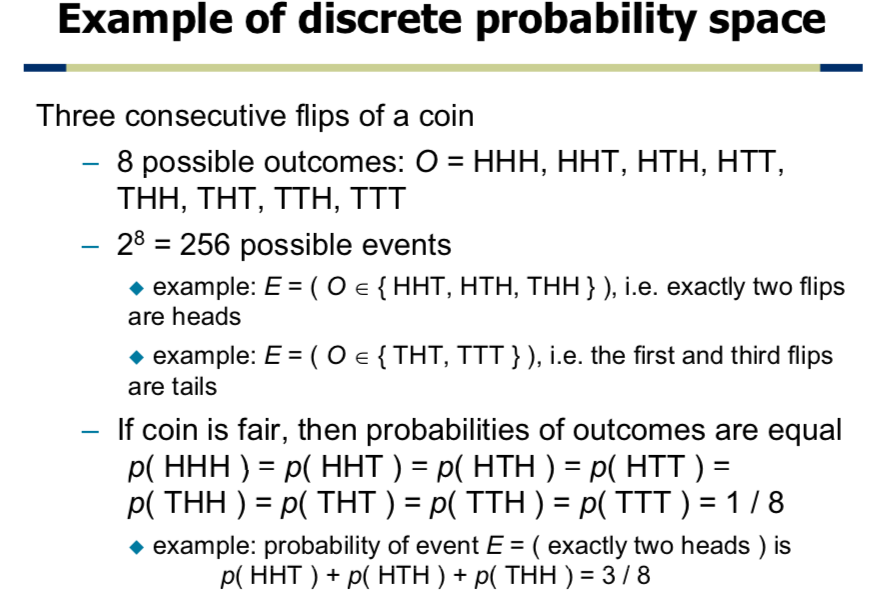 Example of discrete probability space
Three consecutive flips of a coin
– 8 possible outcomes: O = HHH, HHT, HTH, HTT,
THH, THT, TTH, TTT
– 2⁸ = 256 possible events
◆ example: E = ( O ∈ { HHT, HTH, THH } ), i.e. exactly two flips
are heads
◆ example: E = ( O ∈ { THT, TTT } ), i.e. the first and third flips
are tails
– If coin is fair, then probabilities of outcomes are equal
p( HHH ) = p( HHT ) = p( HTH ) = p( HTT ) =
p( THH ) = p( THT ) = p( TTH ) = p( TTT ) = 1 / 8
◆ example: probability of event E = ( exactly two heads ) is
p( HHT ) + p( HTH ) + p( THH ) = 3 / 8